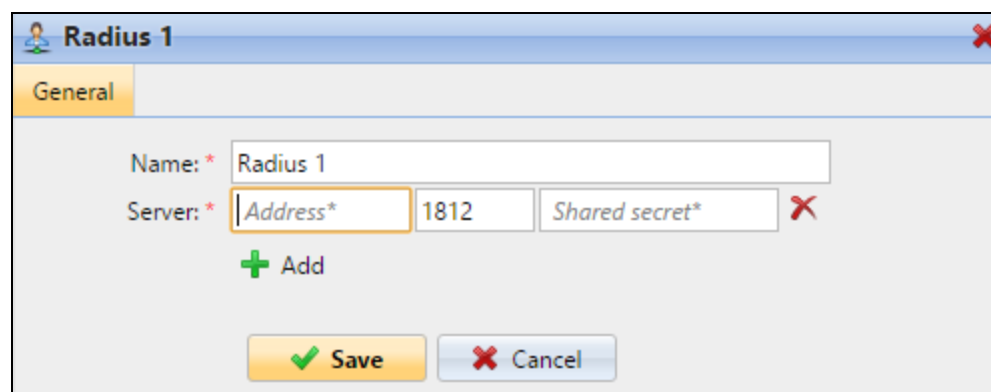 Radius 1
General
Name: * Radius 1
Server: * Address* 1812 Shared secret*
Add
Save Cancel